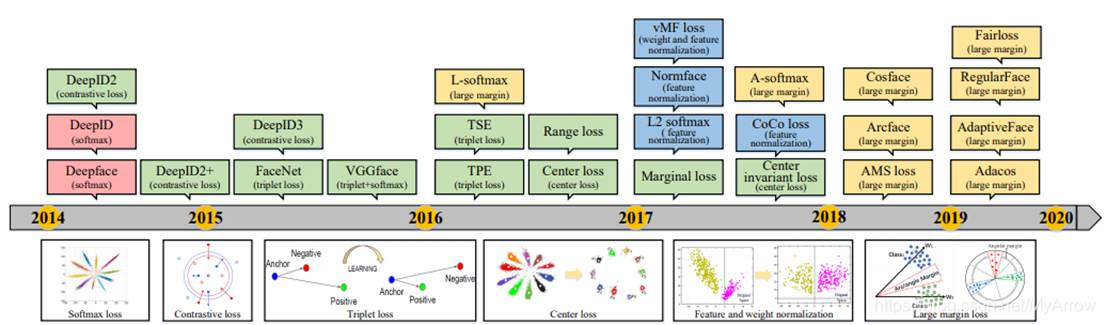 vMF loss
(weight and feature
normalization)
Fairloss
(large margin)
DeepID2
(contrastive loss)
L-softmax
(large margin)
Normface
(feature
normalization)
A-softmax
(large margin)
Cosface
(large margin)
RegularFace
(large margin)
DeepID
(softmax)
DeepID3
(contrastive loss)
TSE
(triplet loss)
Range loss
L2 softmax
( feature
normalization)
CoCo loss
(feature
normalization)
Arcface
(large margin)
AdaptiveFace
(large margin)
Deepface
(softmax)
DeepID2+
(contrastive loss)
FaceNet
(triplet loss)
VGGface
(triplet+softmax)
TPE
(triplet loss)
Center loss
(center loss)
Marginal loss
Center
invariant loss
(center loss)
AMS loss
(large margin)
Adacos
(large margin)
2014
2015
2016
2017
2018
2019
2020
Negative
Anchor
Positive
LEARNING
Negative
Anchor
Positive
W₁
Class₁
Arc/angle Margin
W₂
Angular margin
Softmax loss
Contrastive loss
Triplet loss
Center loss
Feature and weight normalization
Large margin loss